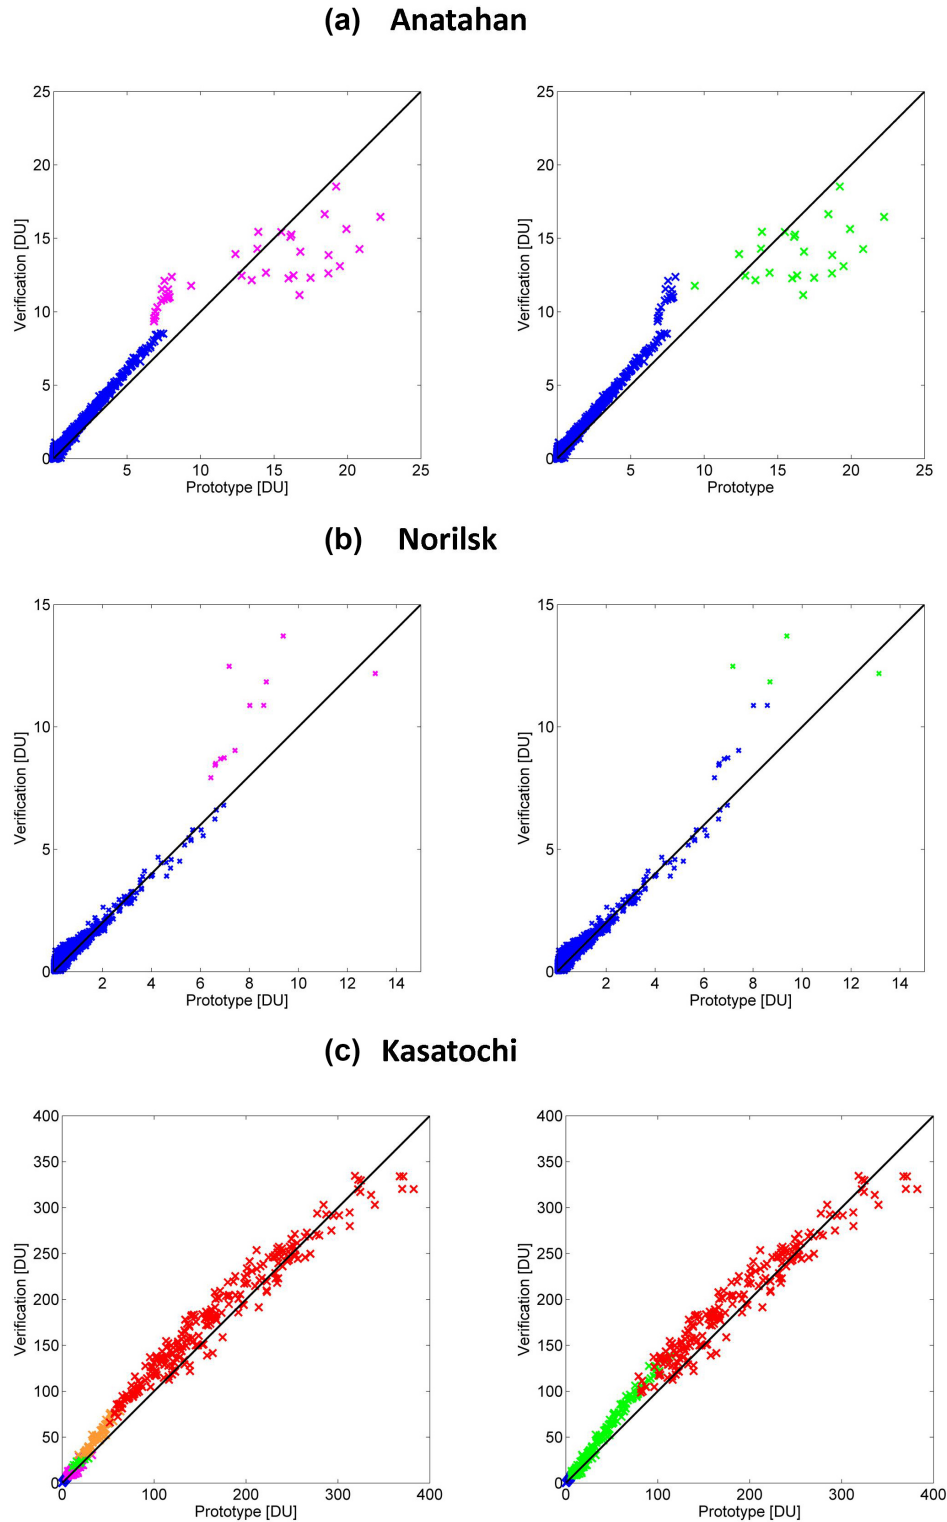 (a) Anatahan
25
20
15
10
5
0
5 10 15 20 25
Verification [DU]
Prototype [DU]
25
20
15
10
5
0
5 10 15 20 25
Verification [DU]
Prototype
(b) Norilsk
15
10
5
0
2 4 6 8 10 12 14
Verification [DU]
Prototype [DU]
15
10
5
0
2 4 6 8 10 12 14
Verification [DU]
Prototype [DU]
(c) Kasatochi
400
350
300
250
200
150
100
50
0
0 100 200 300 400
Verification [DU]
Prototype [DU]
400
350
300
250
200
150
100
50
0
0 100 200 300 400
Verification [DU]
Prototype [DU]